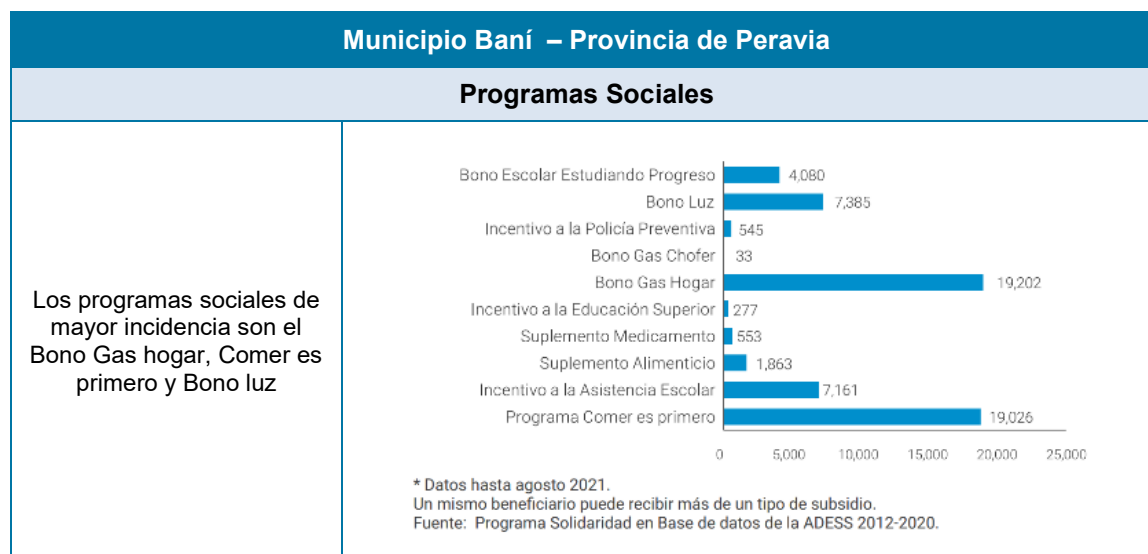 Municipio Baní – Provincia de Peravia
Programas Sociales
Los programas sociales de
mayor incidencia son el
Bono Gas hogar, Comer es
primero y Bono luz
Bono Escolar Estudiando Progreso 4,080
Bono Luz 7,385
Incentivo a la Policía Preventiva 545
Bono Gas Chofer 33
Bono Gas Hogar 19,202
Incentivo a la Educación Superior 277
Suplemento Medicamento 553
Suplemento Alimenticio 1,863
Incentivo a la Asistencia Escolar 7,161
Programa Comer es primero 19,026
0 5,000 10,000 15,000 20,000 25,000
* Datos hasta agosto 2021.
Un mismo beneficiario puede recibir más de un tipo de subsidio.
Fuente: Programa Solidaridad en Base de datos de la ADESS 2012-2020.